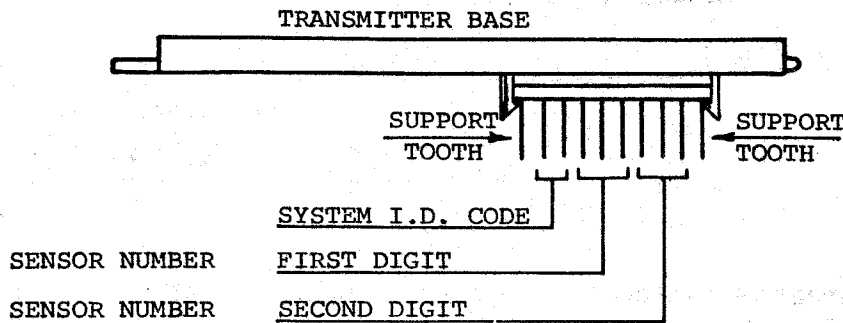 TRANSMITTER BASE
SUPPORT TOOTH
SUPPORT TOOTH
SYSTEM I.D. CODE
SENSOR NUMBER FIRST DIGIT
SENSOR NUMBER SECOND DIGIT